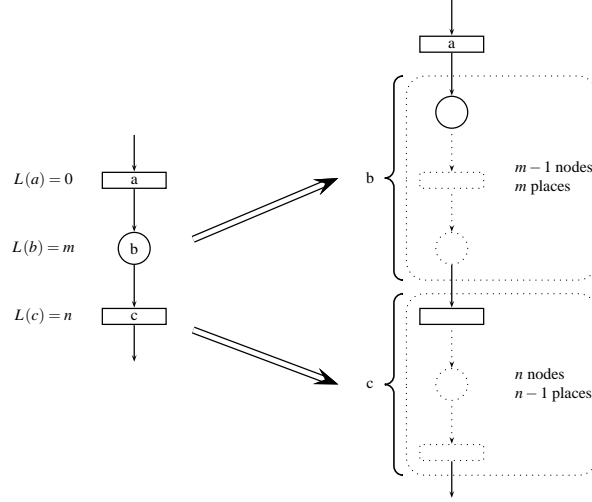 a
b
m − 1 nodes
m places
L(a) = 0
a
L(b) = m
b
L(c) = n
c
c
n nodes
n − 1 places